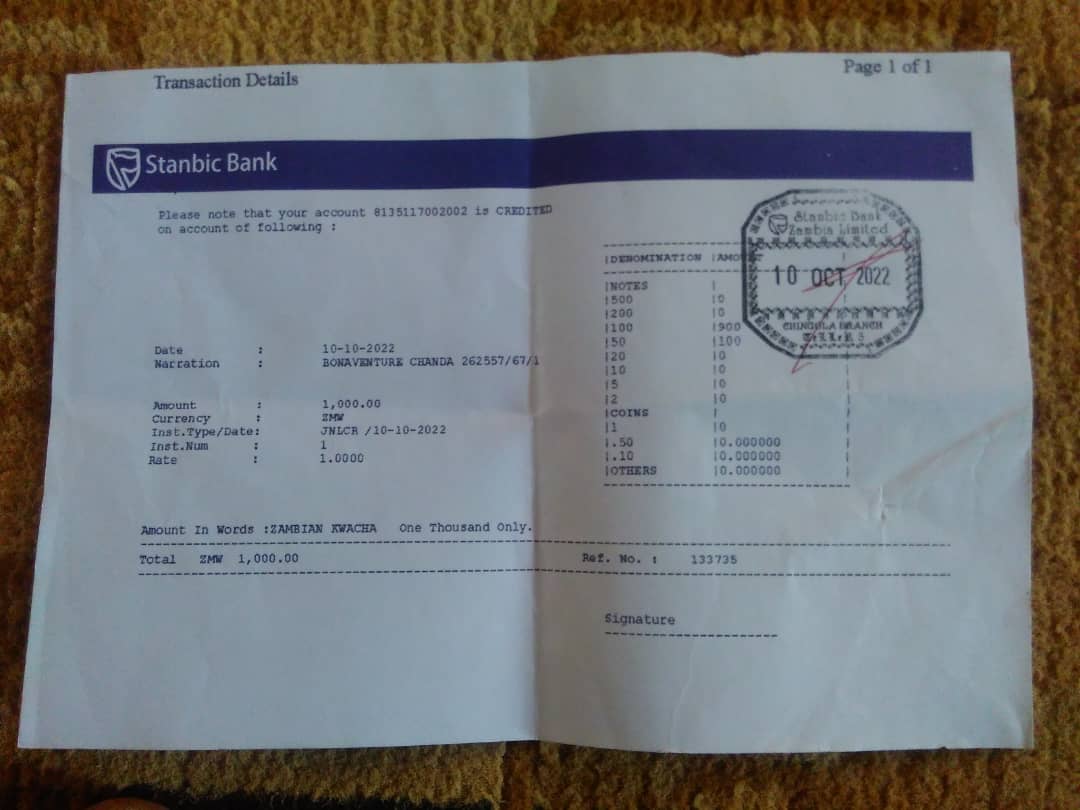 Transaction Details
Page 1 of 1
Stanbic Bank
Please note that your account 8135117002002 is CREDITED
on account of following :
Date : 10-10-2022
Narration : BONAVENTURE CHANDA 262557/67/1
Amount : 1,000.00
Currency : ZMW
Inst.Type/Date: JNLCR /10-10-2022
Inst.Num : 1
Rate : 1.0000
|DENOMINATION |AMOUNT
|NOTES |
|500 |0
|200 |0
|100 |900
|50 |100
|20 |0
|10 |0
|5 |0
|2 |0
|COINS |
|1 |0
|.50 |0.000000
|.10 |0.000000
|OTHERS |0.000000
Stanbic Bank
Zambia Limited
10 OCT 2022
CHINGOLA BRANCH
TELLER 3
Amount In Words :ZAMBIAN KWACHA One Thousand Only.
Total ZMW 1,000.00
Ref. No. : 133735
Signature